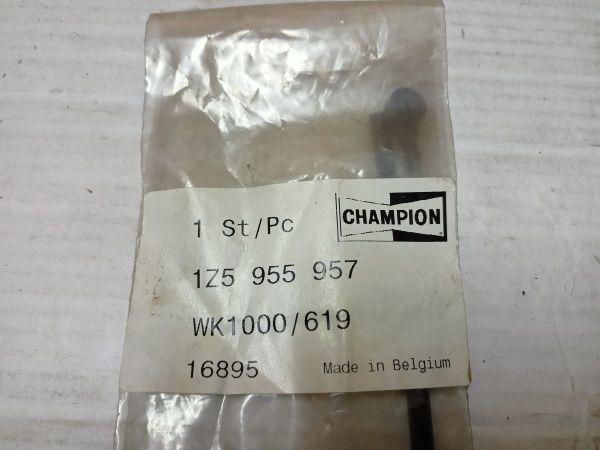 1 St/Pc
CHAMPION
1Z5 955 957
WK1000/619
16895 Made in Belgium